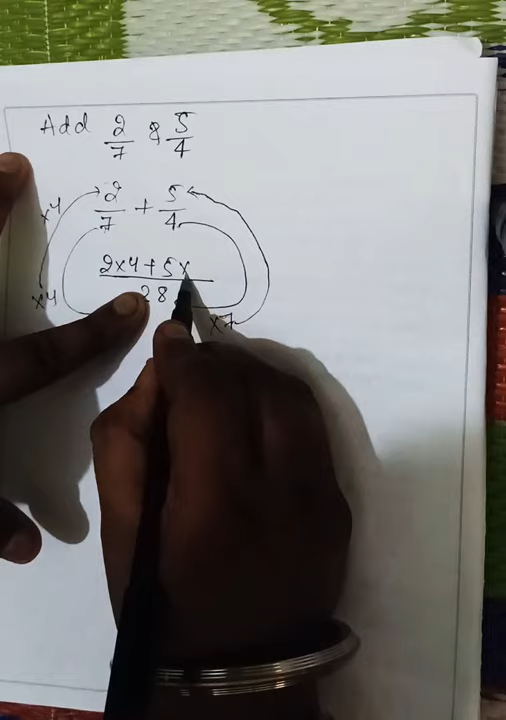 Add 2/7 & 5/4
×4 2/7 + 5/4
2×4+5×
×4 28
×7